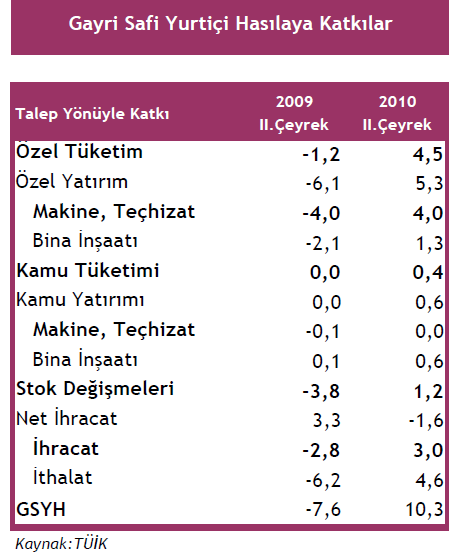 Gayri Safi Yurtiçi Hasılaya Katkılar
Talep Yönüyle Katkı 2009 II.Çeyrek 2010 II.Çeyrek
Özel Tüketim -1,2 4,5
Özel Yatırım -6,1 5,3
Makine, Teçhizat -4,0 4,0
Bina İnşaatı -2,1 1,3
Kamu Tüketimi 0,0 0,4
Kamu Yatırımı 0,0 0,6
Makine, Teçhizat -0,1 0,0
Bina İnşaatı 0,1 0,6
Stok Değişmeleri -3,8 1,2
Net İhracat 3,3 -1,6
İhracat -2,8 3,0
İthalat -6,2 4,6
GSYH -7,6 10,3
Kaynak:TÜİK